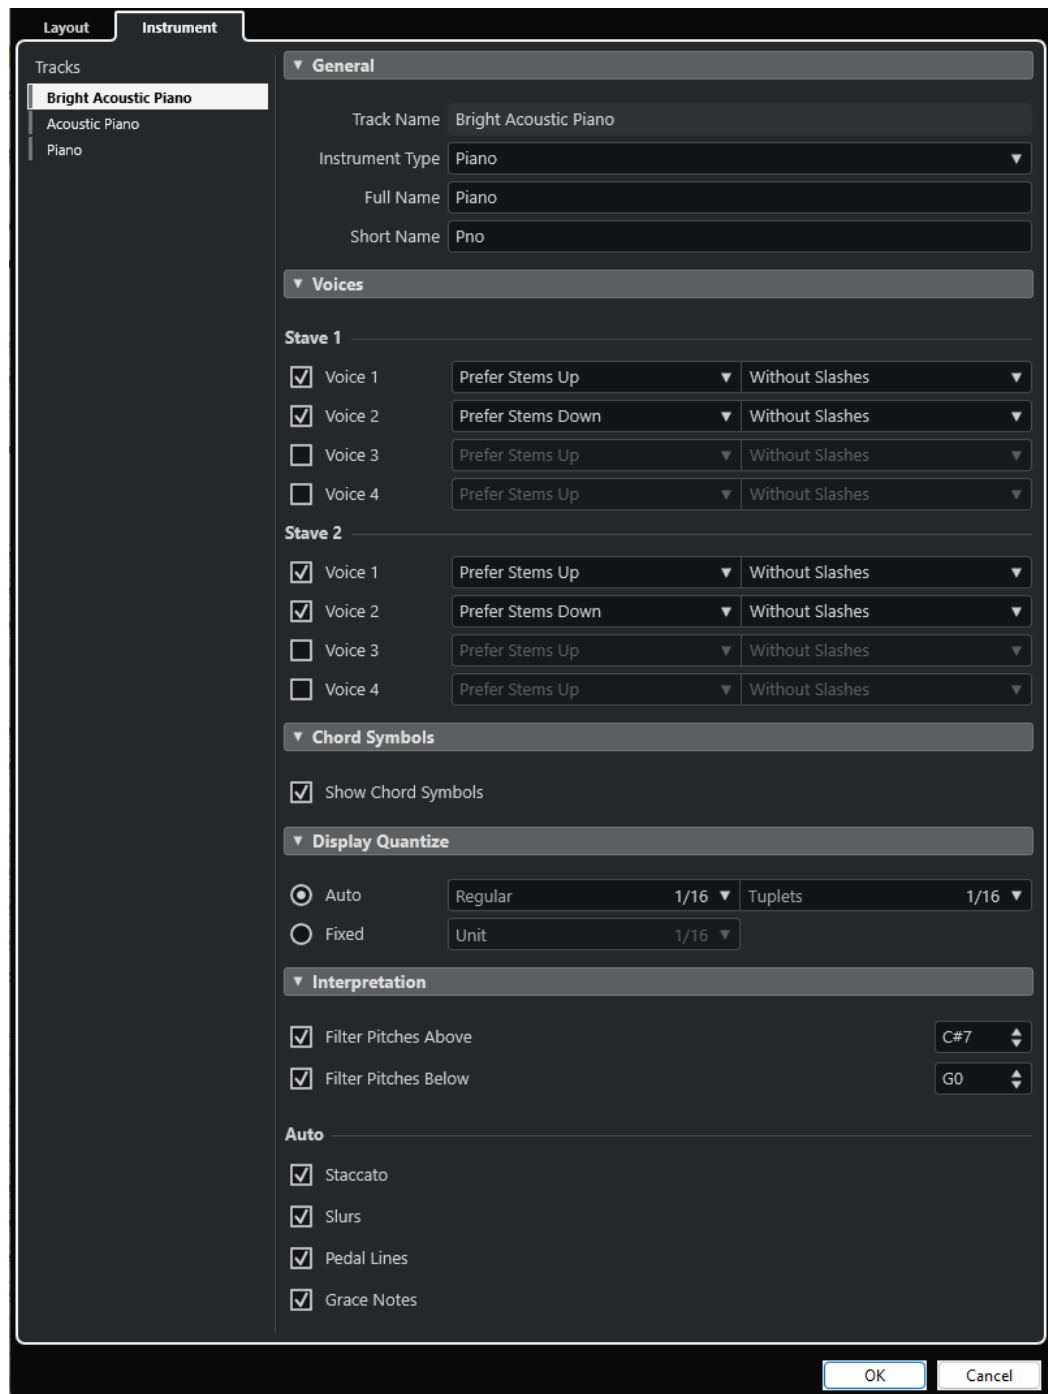 Layout Instrument
Tracks
Bright Acoustic Piano
Acoustic Piano
Piano
General
Track Name Bright Acoustic Piano
Instrument Type Piano
Full Name Piano
Short Name Pno
Voices
Stave 1
Voice 1 Prefer Stems Up Without Slashes
Voice 2 Prefer Stems Down Without Slashes
Voice 3 Prefer Stems Up Without Slashes
Voice 4 Prefer Stems Up Without Slashes
Stave 2
Voice 1 Prefer Stems Up Without Slashes
Voice 2 Prefer Stems Down Without Slashes
Voice 3 Prefer Stems Up Without Slashes
Voice 4 Prefer Stems Up Without Slashes
Chord Symbols
Show Chord Symbols
Display Quantize
Auto Regular 1/16 Tuplets 1/16
Fixed Unit 1/16
Interpretation
Filter Pitches Above C#7
Filter Pitches Below G0
Auto
Staccato
Slurs
Pedal Lines
Grace Notes
OK Cancel